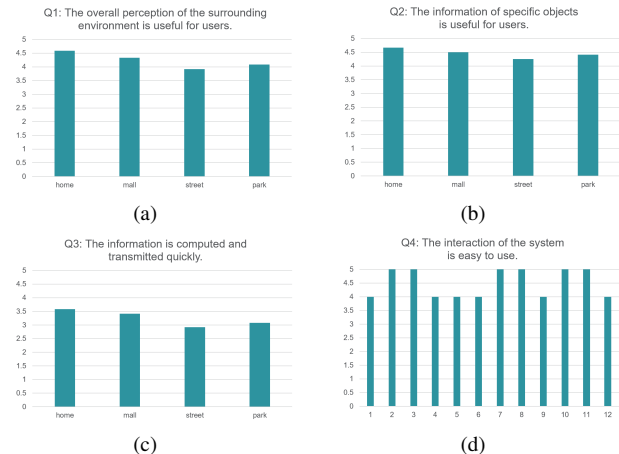 Q1: The overall perception of the surrounding
environment is useful for users.
5
4.5
4
3.5
3
2.5
2
1.5
1
0.5
0
home mall street park
(a)
Q2: The information of specific objects
is useful for users.
5
4.5
4
3.5
3
2.5
2
1.5
1
0.5
0
home mall street park
(b)
Q3: The information is computed and
transmitted quickly.
5
4.5
4
3.5
3
2.5
2
1.5
1
0.5
0
home mall street park
(c)
Q4: The interaction of the system
is easy to use.
5
4.5
4
3.5
3
2.5
2
1.5
1
0.5
0
1 2 3 4 5 6 7 8 9 10 11 12
(d)